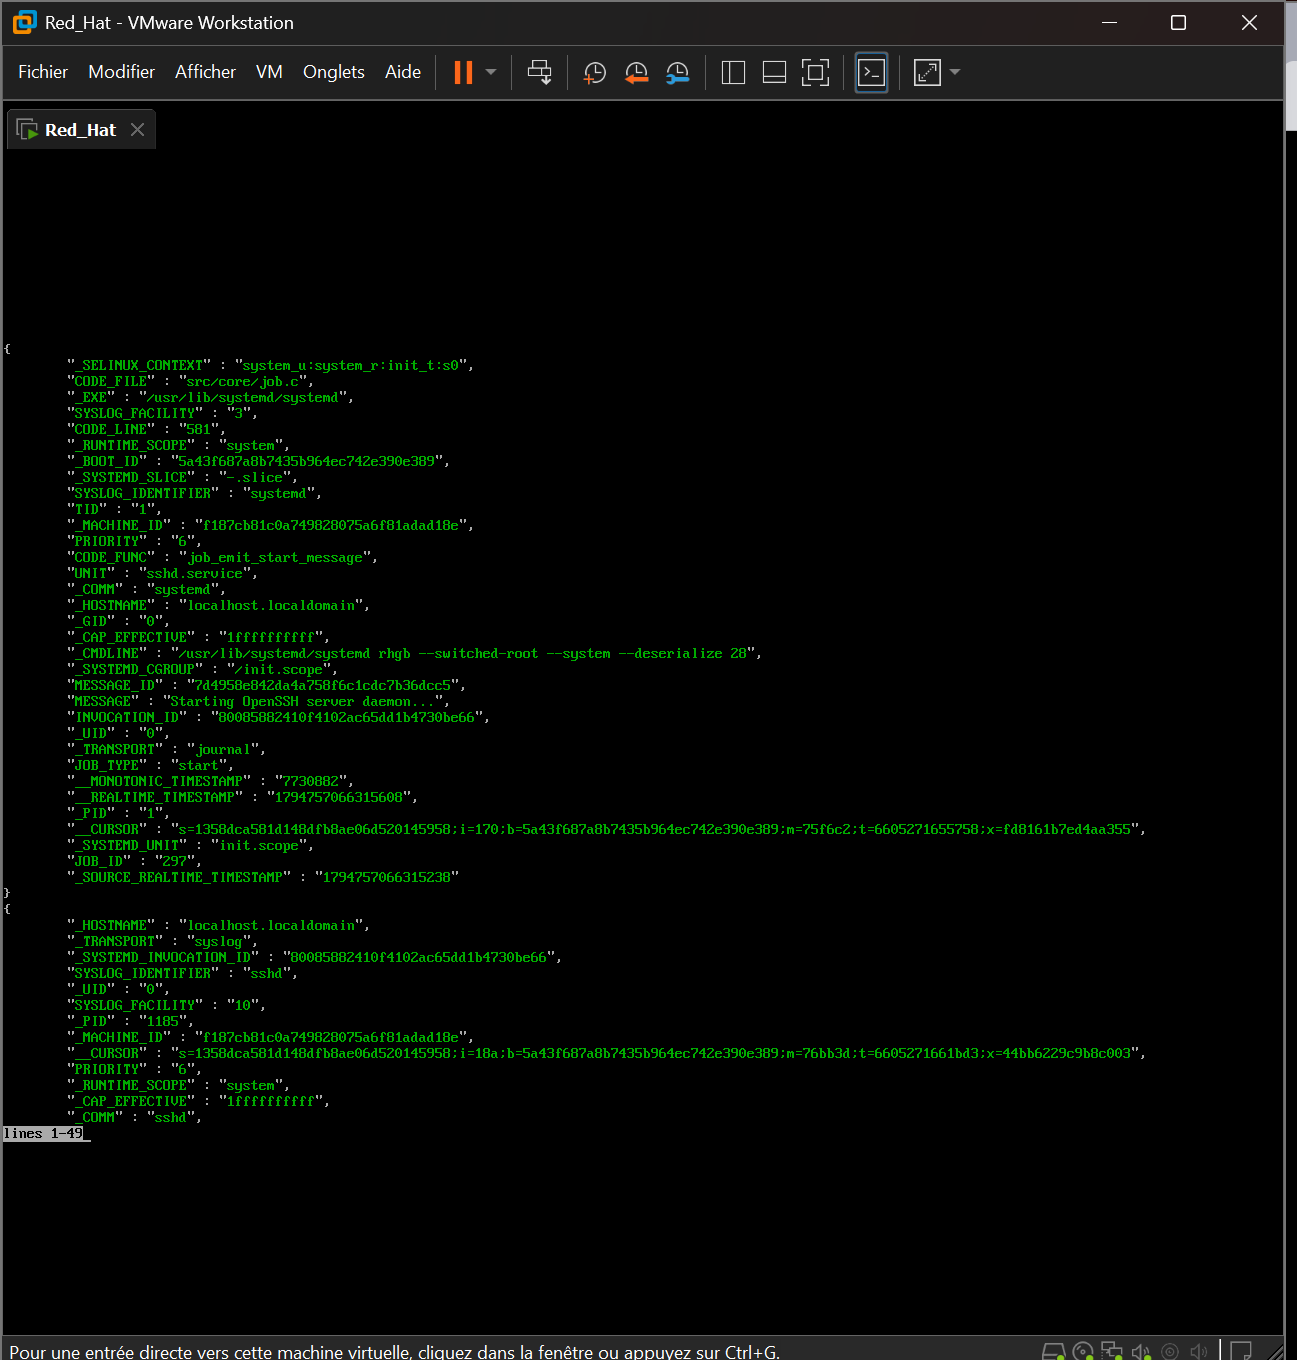 Red_Hat - VMware Workstation
Fichier Modifier Afficher VM Onglets Aide
Red_Hat
{
"_SELINUX_CONTEXT" : "system_u:system_r:init_t:s0",
"CODE_FILE" : "src/core/job.c",
"_EXE" : "/usr/lib/systemd/systemd",
"SYSLOG_FACILITY" : "3",
"CODE_LINE" : "581",
"_RUNTIME_SCOPE" : "system",
"_BOOT_ID" : "5a43f687a8b7435b964ec742e390e389",
"_SYSTEMD_SLICE" : "-.slice",
"SYSLOG_IDENTIFIER" : "systemd",
"TID" : "1",
"_MACHINE_ID" : "f187cb81c0a749828075a6f81adad18e",
"PRIORITY" : "6",
"CODE_FUNC" : "job_emit_start_message",
"UNIT" : "sshd.service",
"_COMM" : "systemd",
"_HOSTNAME" : "localhost.localdomain",
"_GID" : "0",
"_CAP_EFFECTIVE" : "1ffffffffff",
"_CMDLINE" : "/usr/lib/systemd/systemd rhgb --switched-root --system --deserialize 28",
"_SYSTEMD_CGROUP" : "/init.scope",
"MESSAGE_ID" : "7d4958e842da4a758f6c1cdc7b36dcc5",
"MESSAGE" : "Starting OpenSSH server daemon...",
"INVOCATION_ID" : "80085882410f4102ac65dd1b4730be66",
"_UID" : "0",
"_TRANSPORT" : "journal",
"JOB_TYPE" : "start",
"__MONOTONIC_TIMESTAMP" : "7730882",
"__REALTIME_TIMESTAMP" : "1794757066315608",
"_PID" : "1",
"__CURSOR" : "s=1358dca581d148dfb8ae06d520145958;i=170;b=5a43f687a8b7435b964ec742e390e389;m=75f6c2;t=6605271655758;x=fd8161b7ed4aa355",
"_SYSTEMD_UNIT" : "init.scope",
"JOB_ID" : "297",
"_SOURCE_REALTIME_TIMESTAMP" : "1794757066315238"
}
{
"_HOSTNAME" : "localhost.localdomain",
"_TRANSPORT" : "syslog",
"_SYSTEMD_INVOCATION_ID" : "80085882410f4102ac65dd1b4730be66",
"SYSLOG_IDENTIFIER" : "sshd",
"_UID" : "0",
"SYSLOG_FACILITY" : "10",
"_PID" : "1185",
"_MACHINE_ID" : "f187cb81c0a749828075a6f81adad18e",
"__CURSOR" : "s=1358dca581d148dfb8ae06d520145958;i=18a;b=5a43f687a8b7435b964ec742e390e389;m=76bb3d;t=6605271661bd3;x=44bb6229c9b8c003",
"PRIORITY" : "6",
"_RUNTIME_SCOPE" : "system",
"_CAP_EFFECTIVE" : "1ffffffffff",
"_COMM" : "sshd",
lines 1-49
Pour une entrée directe vers cette machine virtuelle, cliquez dans la fenêtre ou appuyez sur Ctrl+G.